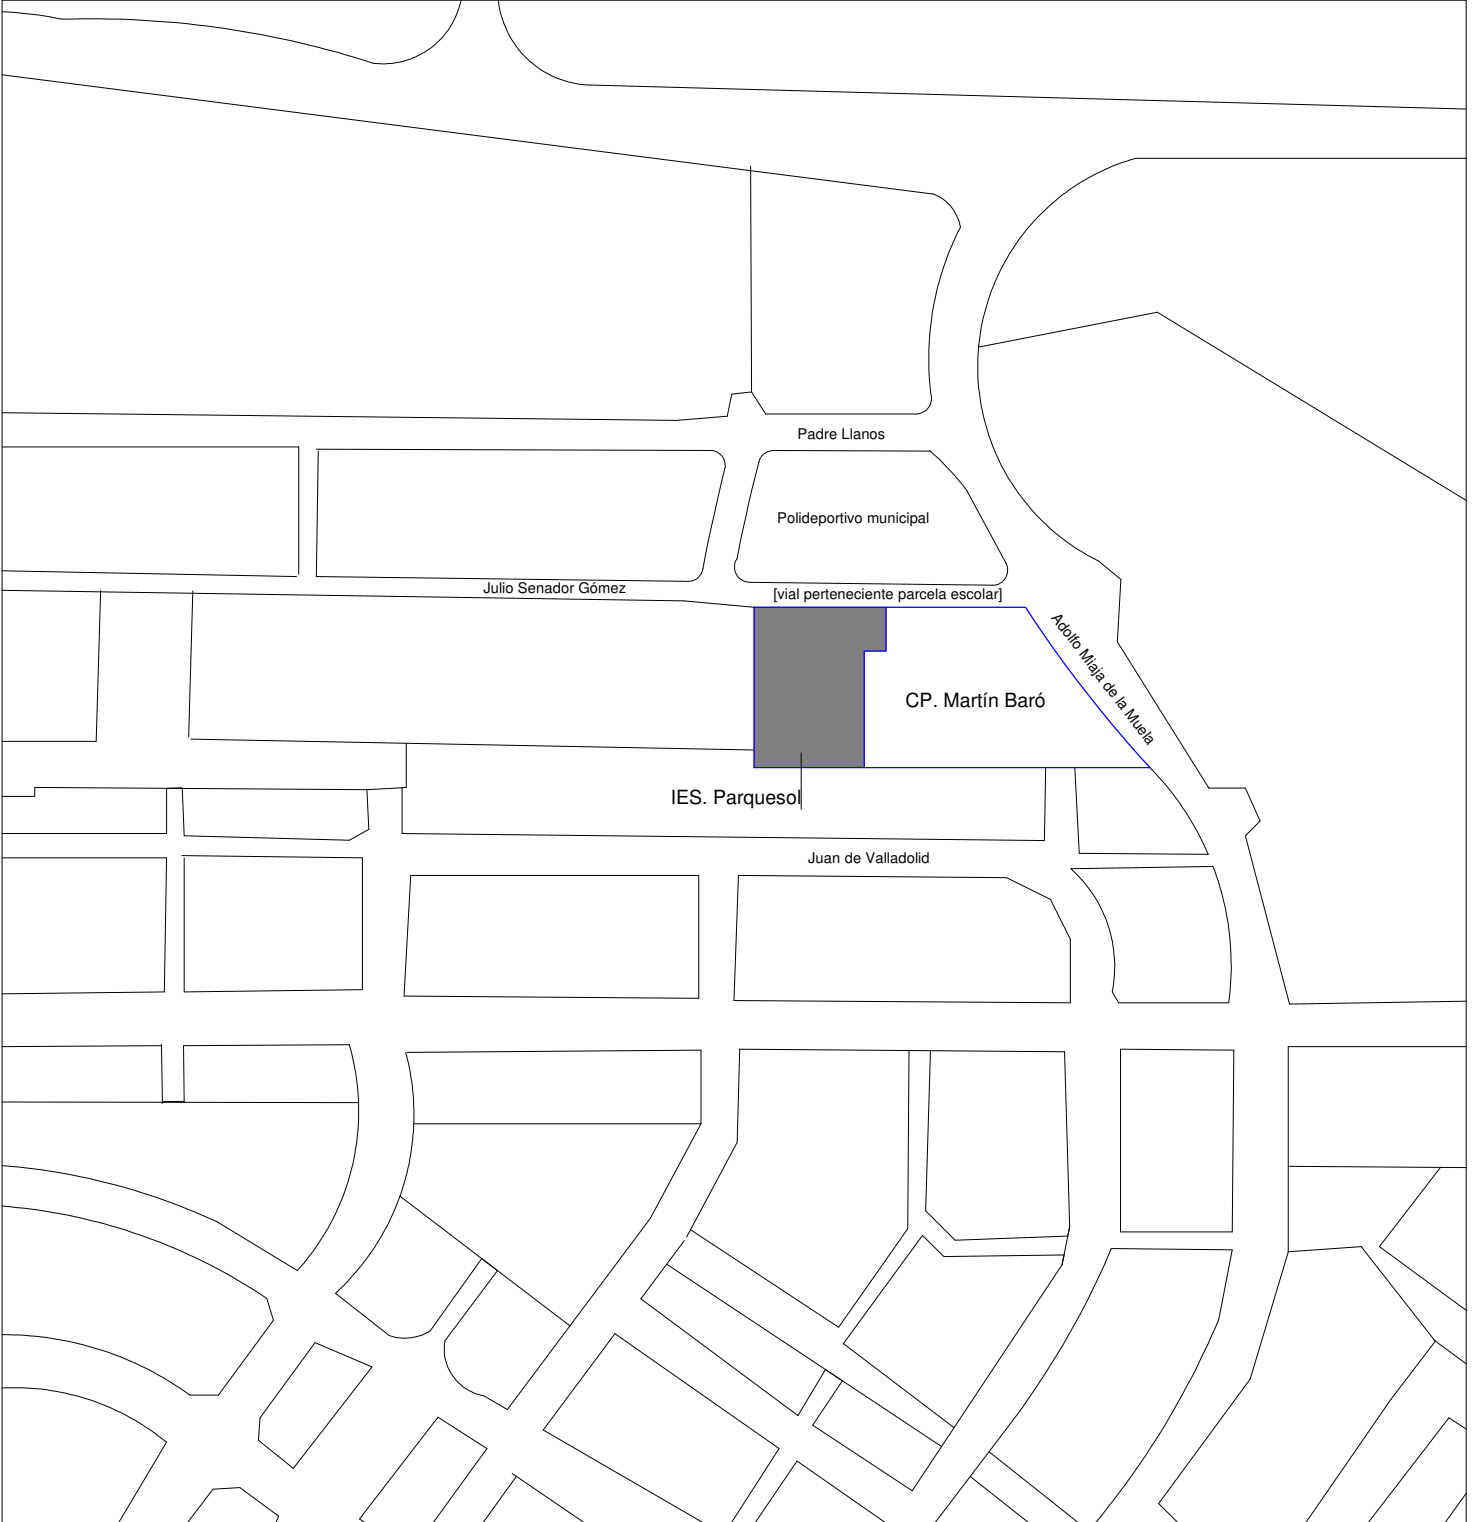 Padre Llanos
Polideportivo municipal
Julio Senador Gómez
[vial perteneciente parcela escolar]
Adolfo Miaja de la Muela
CP. Martín Baró
IES. Parquesol
Juan de Valladolid